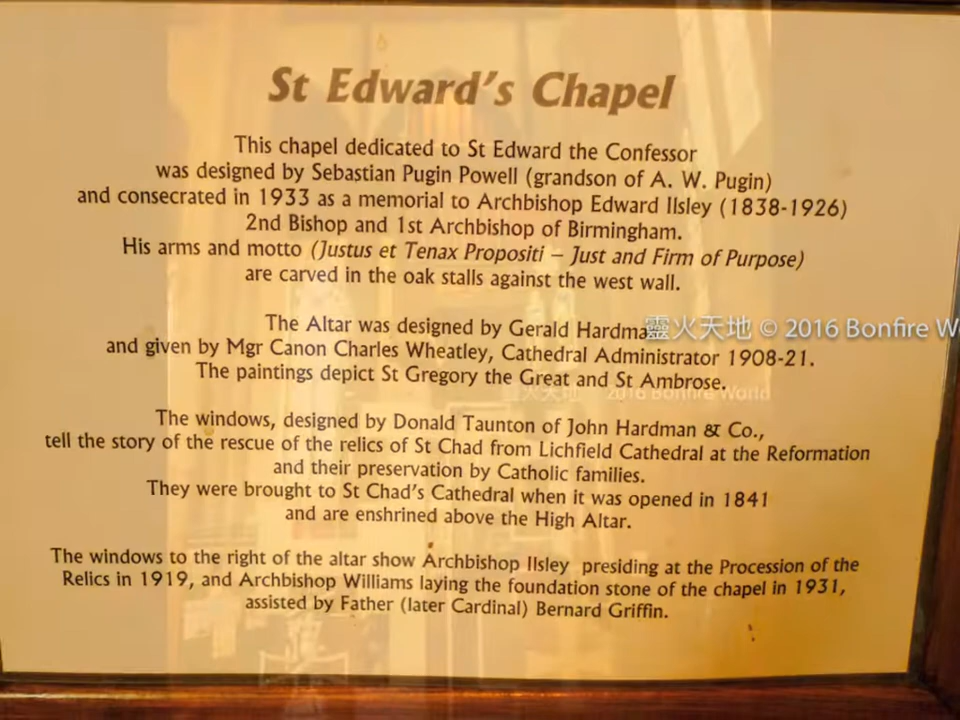 St Edward's Chapel
This chapel dedicated to St Edward the Confessor
was designed by Sebastian Pugin Powell (grandson of A. W. Pugin)
and consecrated in 1933 as a memorial to Archbishop Edward Ilsley (1838-1926)
2nd Bishop and 1st Archbishop of Birmingham.
His arms and motto (Justus et Tenax Propositi – Just and Firm of Purpose)
are carved in the oak stalls against the west wall.
The Altar was designed by Gerald Hardma
靈火天地 © 2016 Bonfire Wo
and given by Mgr Canon Charles Wheatley, Cathedral Administrator 1908-21.
The paintings depict St Gregory the Great and St Ambrose.
靈火天地 2016 Bonfire World
The windows, designed by Donald Taunton of John Hardman & Co.,
tell the story of the rescue of the relics of St Chad from Lichfield Cathedral at the Reformation
and their preservation by Catholic families.
They were brought to St Chad's Cathedral when it was opened in 1841
and are enshrined above the High Altar.
The windows to the right of the altar show Archbishop Ilsley presiding at the Procession of the
Relics in 1919, and Archbishop Williams laying the foundation stone of the chapel in 1931,
assisted by Father (later Cardinal) Bernard Griffin.